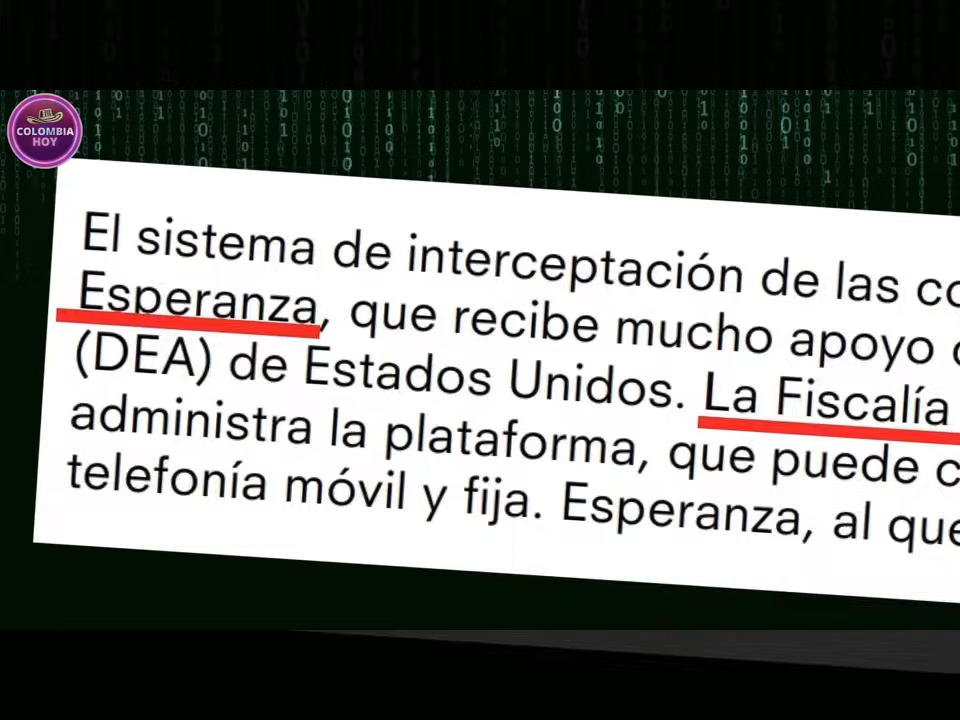 COLOMBIA
HOY
El sistema de interceptación de las
Esperanza, que recibe mucho apoyo
(DEA) de Estados Unidos. La Fiscalía
administra la plataforma, que puede
telefonía móvil y fija. Esperanza, al que